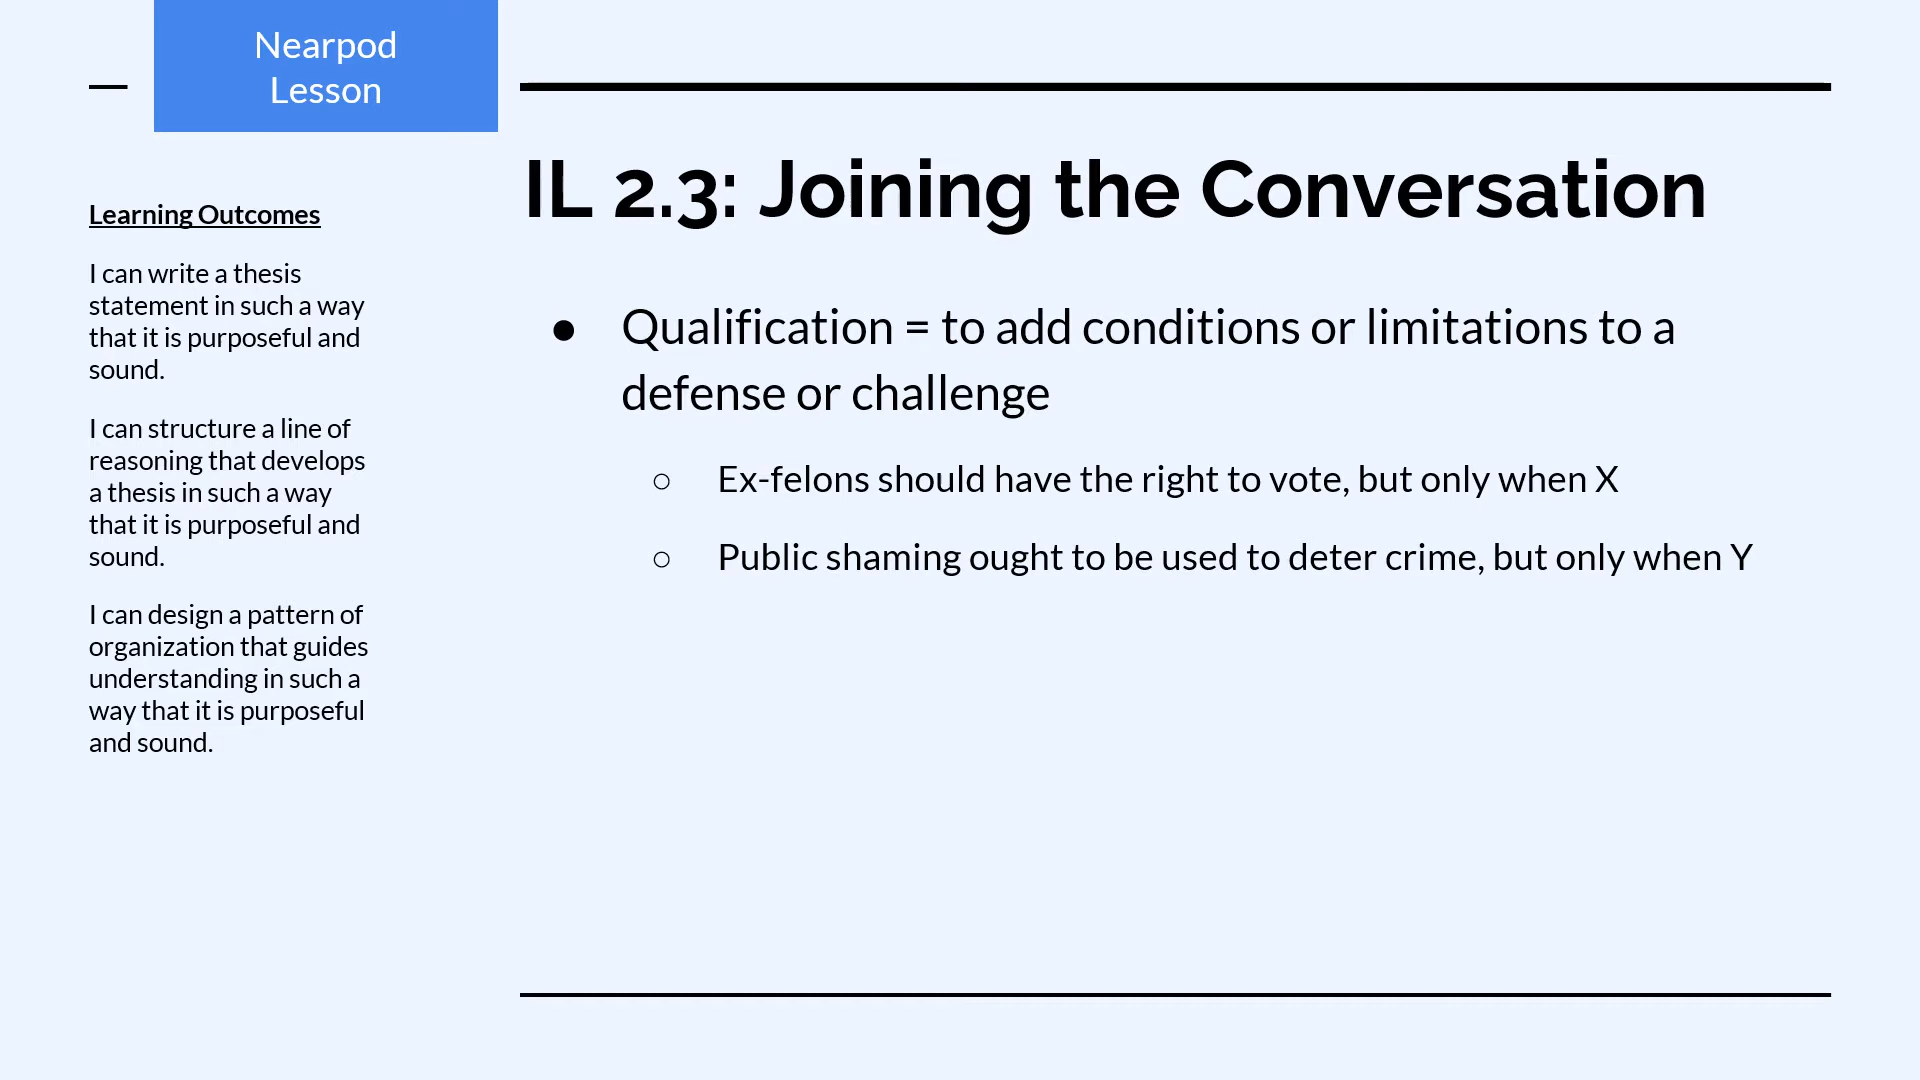 Nearpod
Lesson
IL 2.3: Joining the Conversation
Learning Outcomes
I can write a thesis
statement in such a way
that it is purposeful and
sound.
I can structure a line of
reasoning that develops
a thesis in such a way
that it is purposeful and
sound.
I can design a pattern of
organization that guides
understanding in such a
way that it is purposeful
and sound.
● Qualification = to add conditions or limitations to a
defense or challenge
○ Ex-felons should have the right to vote, but only when X
○ Public shaming ought to be used to deter crime, but only when Y